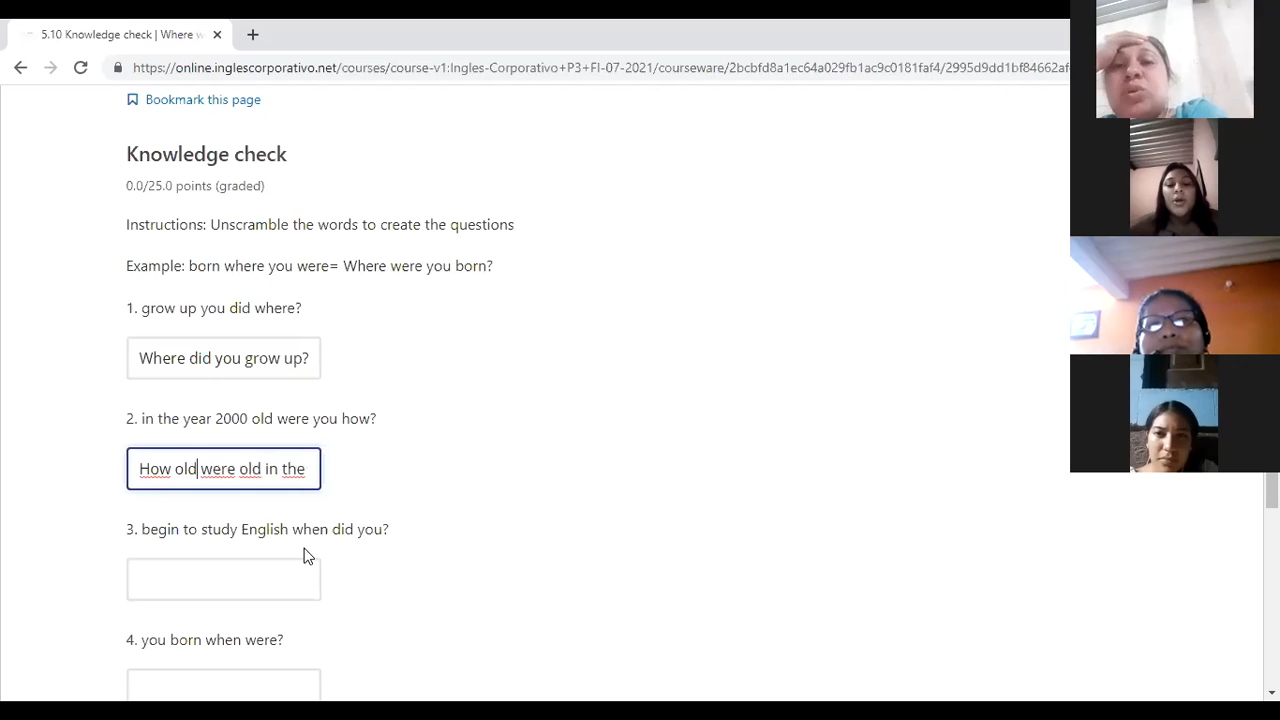 5.10 Knowledge check | Where w
https://online.inglescorporativo.net/courses/course-v1:Ingles-Corporativo+P3+FI-07-2021/courseware/2bcbfd8a1ec64a029fb1ac9c0181faf4/2995d9dd1bf84662af
Bookmark this page
Knowledge check
0.0/25.0 points (graded)
Instructions: Unscramble the words to create the questions
Example: born where you were= Where were you born?
1. grow up you did where?
Where did you grow up?
2. in the year 2000 old were you how?
How old were old in the
3. begin to study English when did you?
4. you born when were?